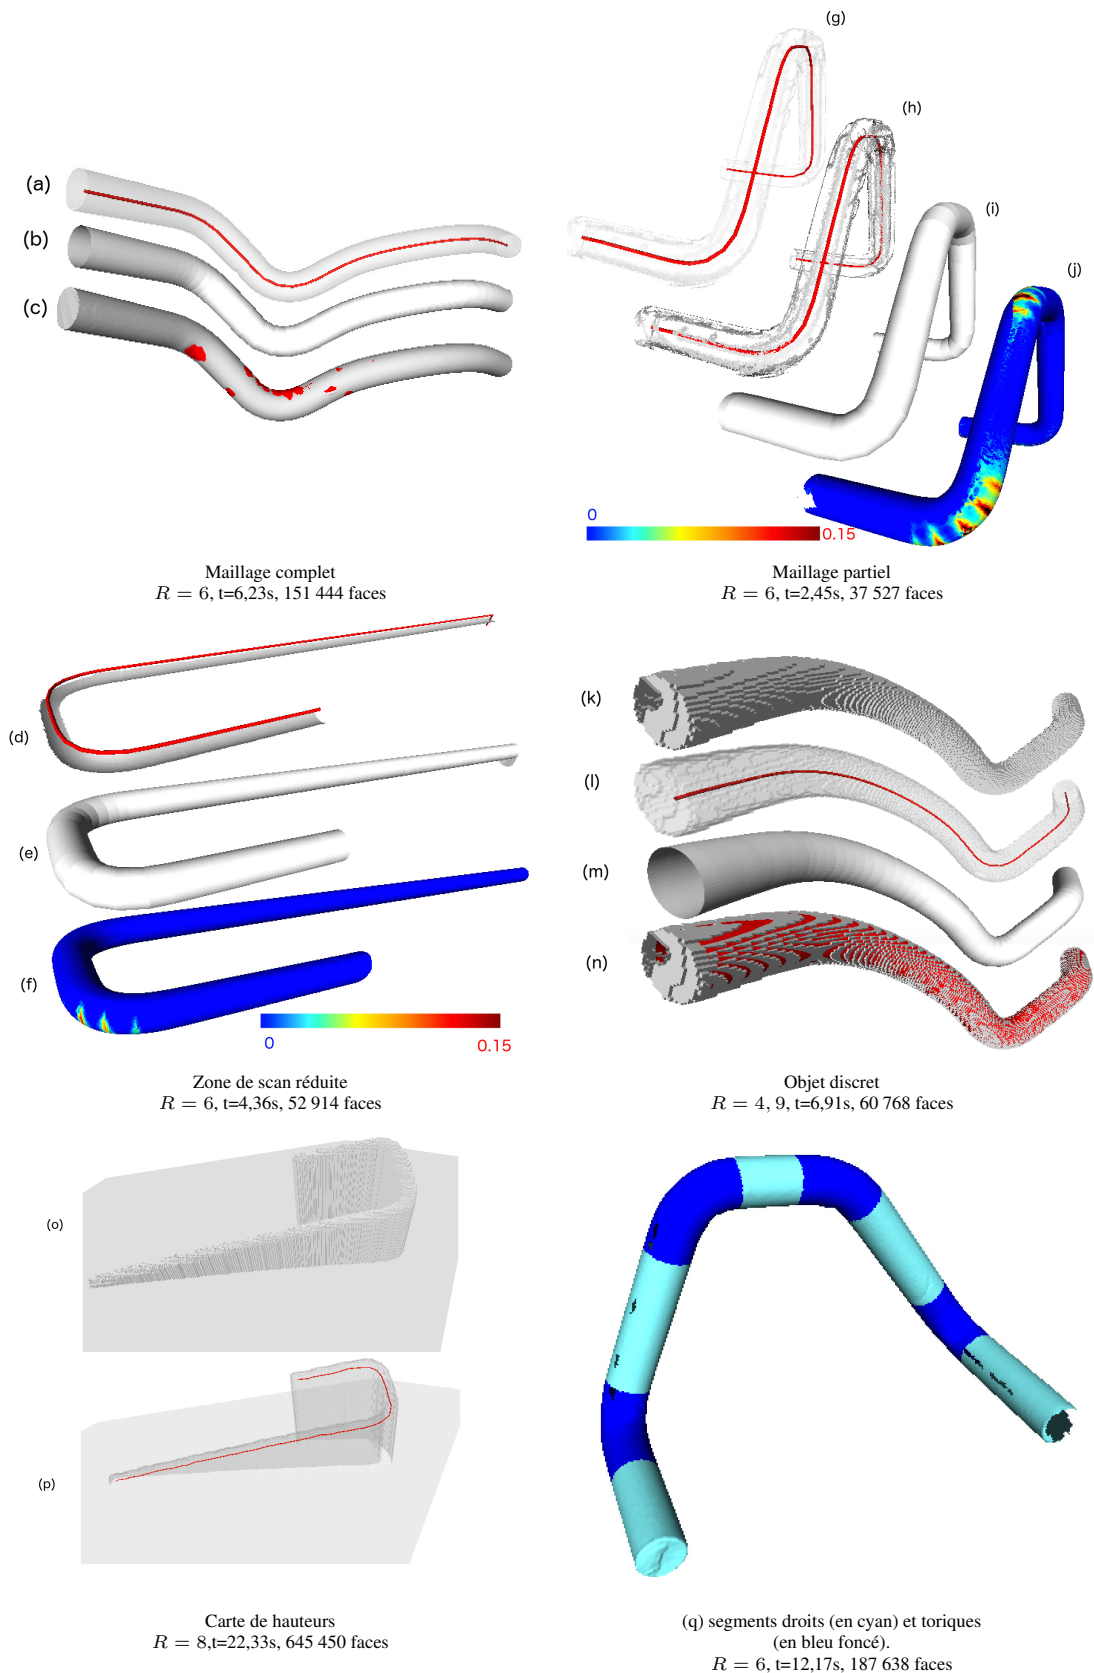 (a)
(b)
(c)
(g)
(h)
(i)
(j)
0
0.15
Maillage complet
R = 6, t=6,23s, 151 444 faces
Maillage partiel
R = 6, t=2,45s, 37 527 faces
(d)
(e)
(f)
0
0.15
(k)
(l)
(m)
(n)
Zone de scan réduite
R = 6, t=4,36s, 52 914 faces
Objet discret
R = 4, 9, t=6,91s, 60 768 faces
(o)
(p)
Carte de hauteurs
R = 8,t=22,33s, 645 450 faces
(q) segments droits (en cyan) et toriques
(en bleu foncé).
R = 6, t=12,17s, 187 638 faces